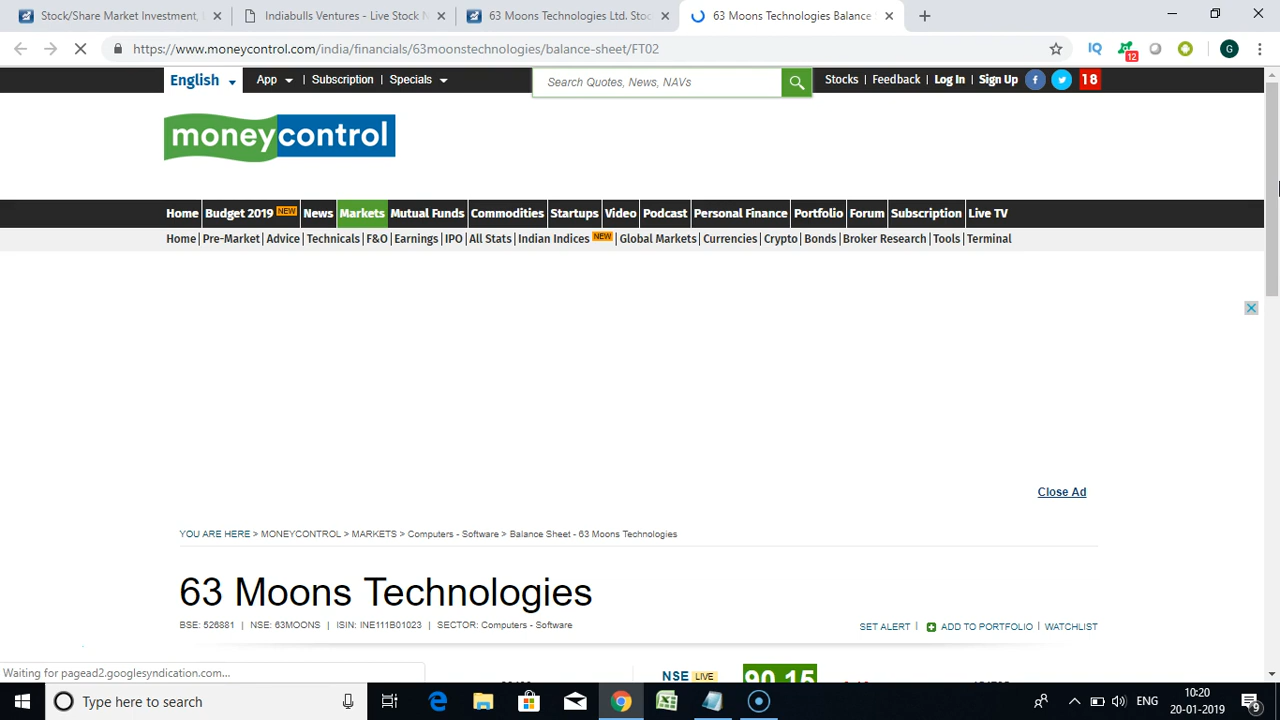 Stock/Share Market Investment,
Indiabulls Ventures - Live Stock N
63 Moons Technologies Ltd. Stoc
63 Moons Technologies Balance
https://www.moneycontrol.com/india/financials/63moonstechnologies/balance-sheet/FT02
IQ
12
G
English
App
Subscription
Specials
Search Quotes, News, NAVs
Stocks
Feedback
Log In
Sign Up
f
18
moneycontrol
Home
Budget 2019 NEW
News
Markets
Mutual Funds
Commodities
Startups
Video
Podcast
Personal Finance
Portfolio
Forum
Subscription
Live TV
Home
Pre-Market
Advice
Technicals
F&O
Earnings
IPO
All Stats
Indian Indices NEW
Global Markets
Currencies
Crypto
Bonds
Broker Research
Tools
Terminal
Close Ad
YOU ARE HERE > MONEYCONTROL > MARKETS > Computers - Software > Balance Sheet - 63 Moons Technologies
63 Moons Technologies
BSE: 526881 | NSE: 63MOONS | ISIN: INE111B01023 | SECTOR: Computers - Software
SET ALERT | ADD TO PORTFOLIO | WATCHLIST
Waiting for pagead2.googlesyndication.com...
NSE LIVE
90.15
Type here to search
ENG
10:20
20-01-2019
9